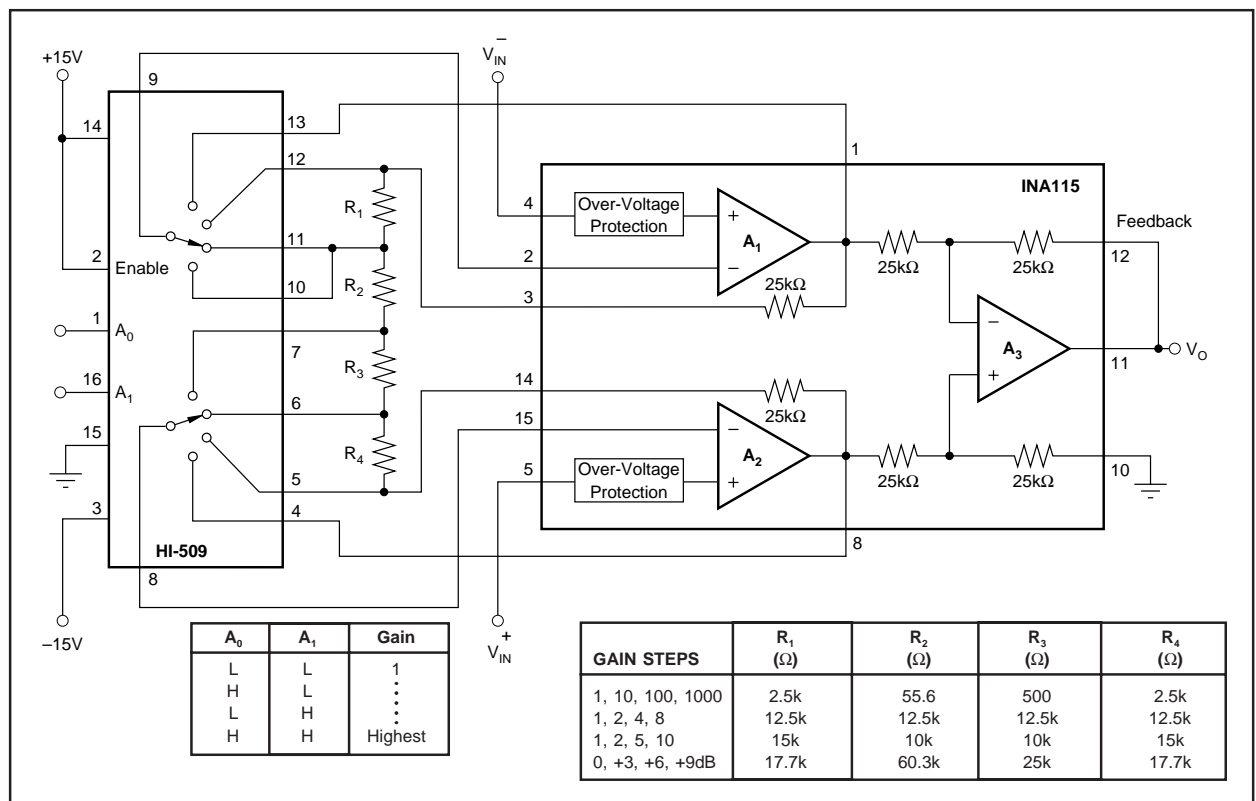 +15V
9
V_IN^−
14
13
12
1
INA115
R₁
4
Over-Voltage
Protection
+
A₁
−
Feedback
11
2
25kΩ
25kΩ
12
2
Enable
10
R₂
3
25kΩ
1
A₀
7
−
A₃
+
11
V_O
16
A₁
R₃
14
25kΩ
6
15
15
−
A₂
+
R₄
5
Over-Voltage
Protection
25kΩ
25kΩ
10
5
4
3
HI-509
8
8
–15V
V_IN^+
A₀ A₁ Gain
L L 1
H L
L H
H H Highest
GAIN STEPS R₁ (Ω) R₂ (Ω) R₃ (Ω) R₄ (Ω)
1, 10, 100, 1000 2.5k 55.6 500 2.5k
1, 2, 4, 8 12.5k 12.5k 12.5k 12.5k
1, 2, 5, 10 15k 10k 10k 15k
0, +3, +6, +9dB 17.7k 60.3k 25k 17.7k